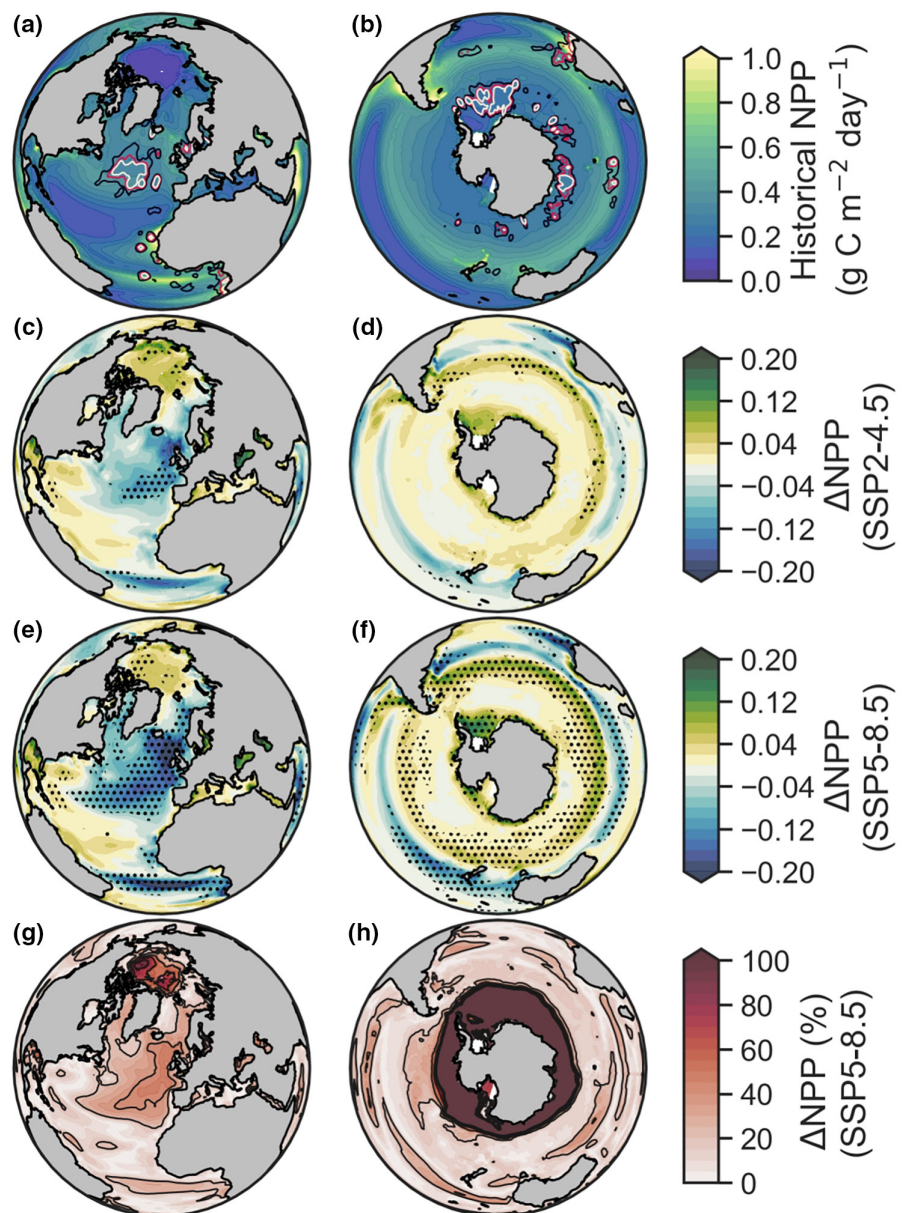 (a)
(b)
1.0
0.8
0.6
0.4
0.2
0.0
Historical NPP
(g C m−2 day−1)
(c)
(d)
0.20
0.12
0.04
−0.04
−0.12
−0.20
ΔNPP
(SSP2-4.5)
(e)
(f)
0.20
0.12
0.04
−0.04
−0.12
−0.20
ΔNPP
(SSP5-8.5)
(g)
(h)
100
80
60
40
20
0
ΔNPP (%)
(SSP5-8.5)